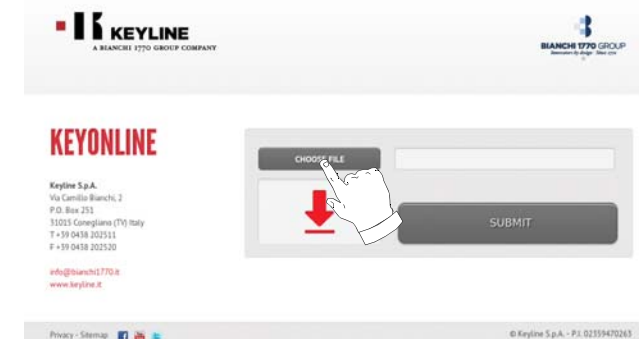 KEYLINE
A BIANCHI 1770 GROUP COMPANY
BIANCHI 1770 GROUP
KEYONLINE
CHOOSE FILE
Keyline S.p.A.
Via Camillo Bianchi, 2
P.O. Box 251
31015 Conegliano (TV) Italy
T +39 0438 202511
F +39 0438 202520
SUBMIT
info@bianchi1770.it
www.keyline.it
Privacy - Sitemap
© Keyline S.p.A. - P.I. 02359470263